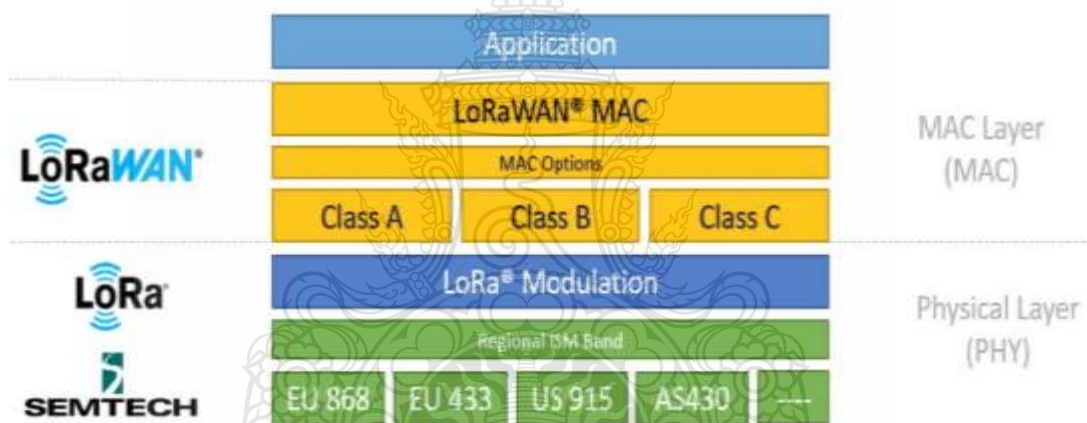 Application
LoRaWAN® MAC
MAC Layer
(MAC)
LoRaWAN®
MAC Options
Class A Class B Class C
LoRa® Modulation
LoRa®
Physical Layer
(PHY)
Regional ISM Band
SEMTECH
EU 868 EU 433 US 915 AS430 ----